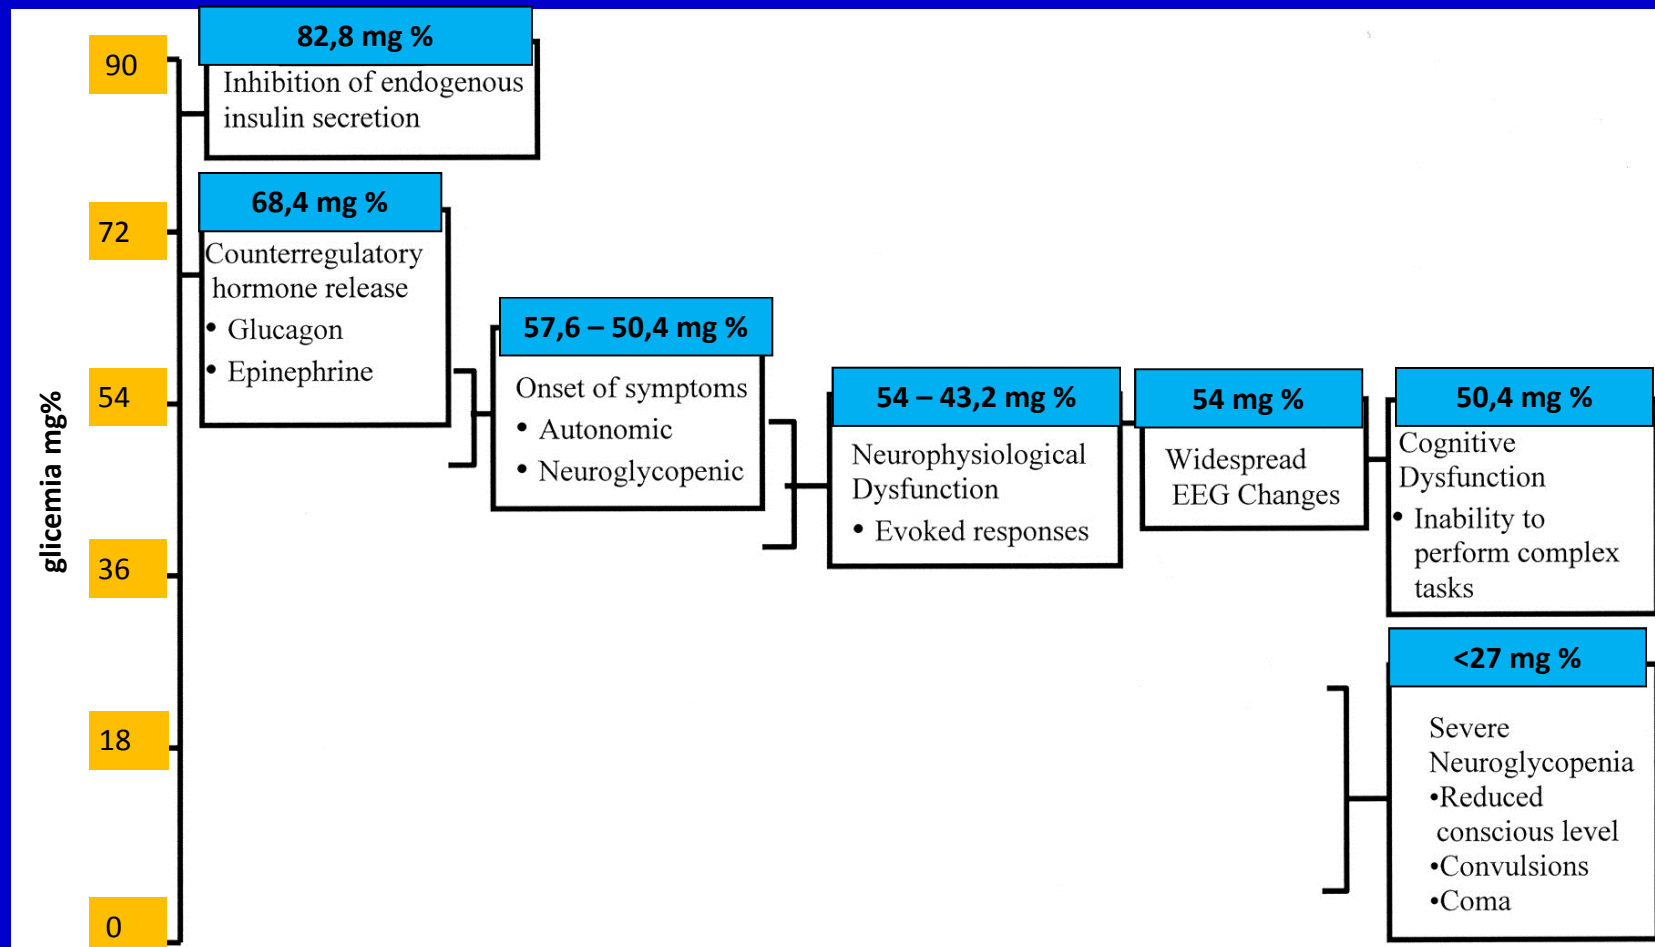 glicemia mg%
90
72
54
36
18
0
82,8 mg %
Inhibition of endogenous
insulin secretion
68,4 mg %
Counterregulatory
hormone release
• Glucagon
• Epinephrine
57,6 – 50,4 mg %
Onset of symptoms
• Autonomic
• Neuroglycopenic
54 – 43,2 mg %
Neurophysiological
Dysfunction
• Evoked responses
54 mg %
Widespread
EEG Changes
50,4 mg %
Cognitive
Dysfunction
• Inability to
perform complex
tasks
<27 mg %
Severe
Neuroglycopenia
•Reduced
conscious level
•Convulsions
•Coma